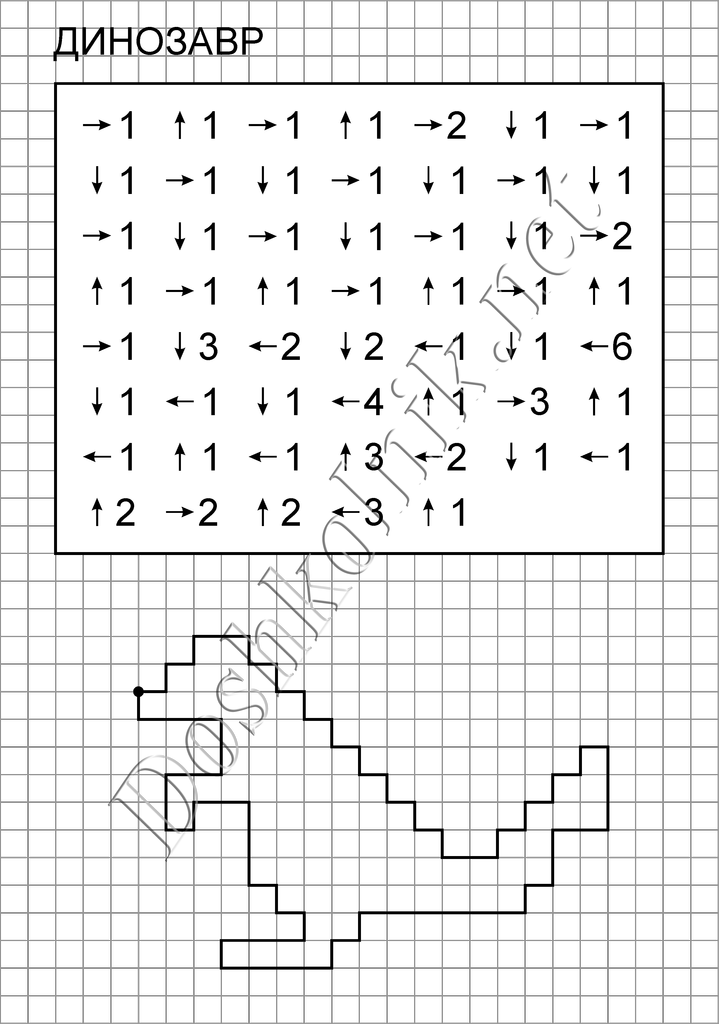 ДИНОЗАВР
→1 ↑1 →1 ↑1 →2 ↓1 →1
↓1 →1 ↓1 →1 ↓1 →1 ↓1
→1 ↓1 →1 ↓1 →1 ↓1 →2
↑1 →1 ↑1 →1 ↑1 →1 ↑1
→1 ↓3 ←2 ↓2 ←1 ↓1 ←6
↓1 ←1 ↓1 ←4 ↑1 →3 ↑1
←1 ↑1 ←1 ↑3 ←2 ↓1 ←1
↑2 →2 ↑2 ←3 ↑1
Doshkolnik.net